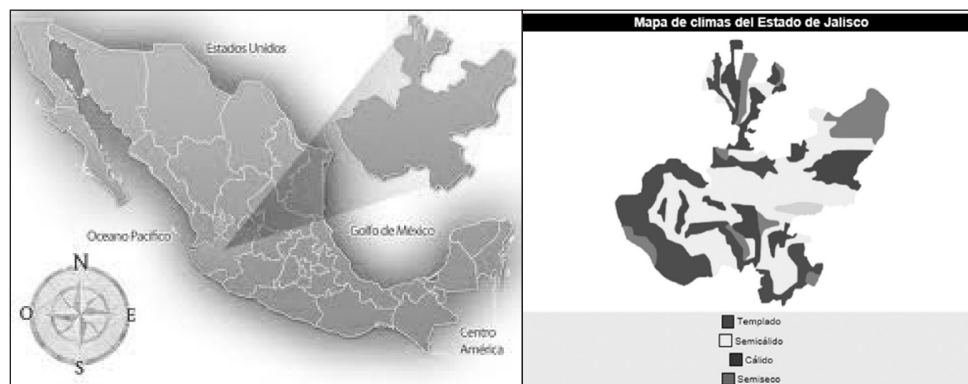 Estados Unidos
Oceano Pacífico
Golfo de México
N
O
E
S
Centro
América
Mapa de climas del Estado de Jalisco
Templado
Semicálido
Cálido
Semiseco